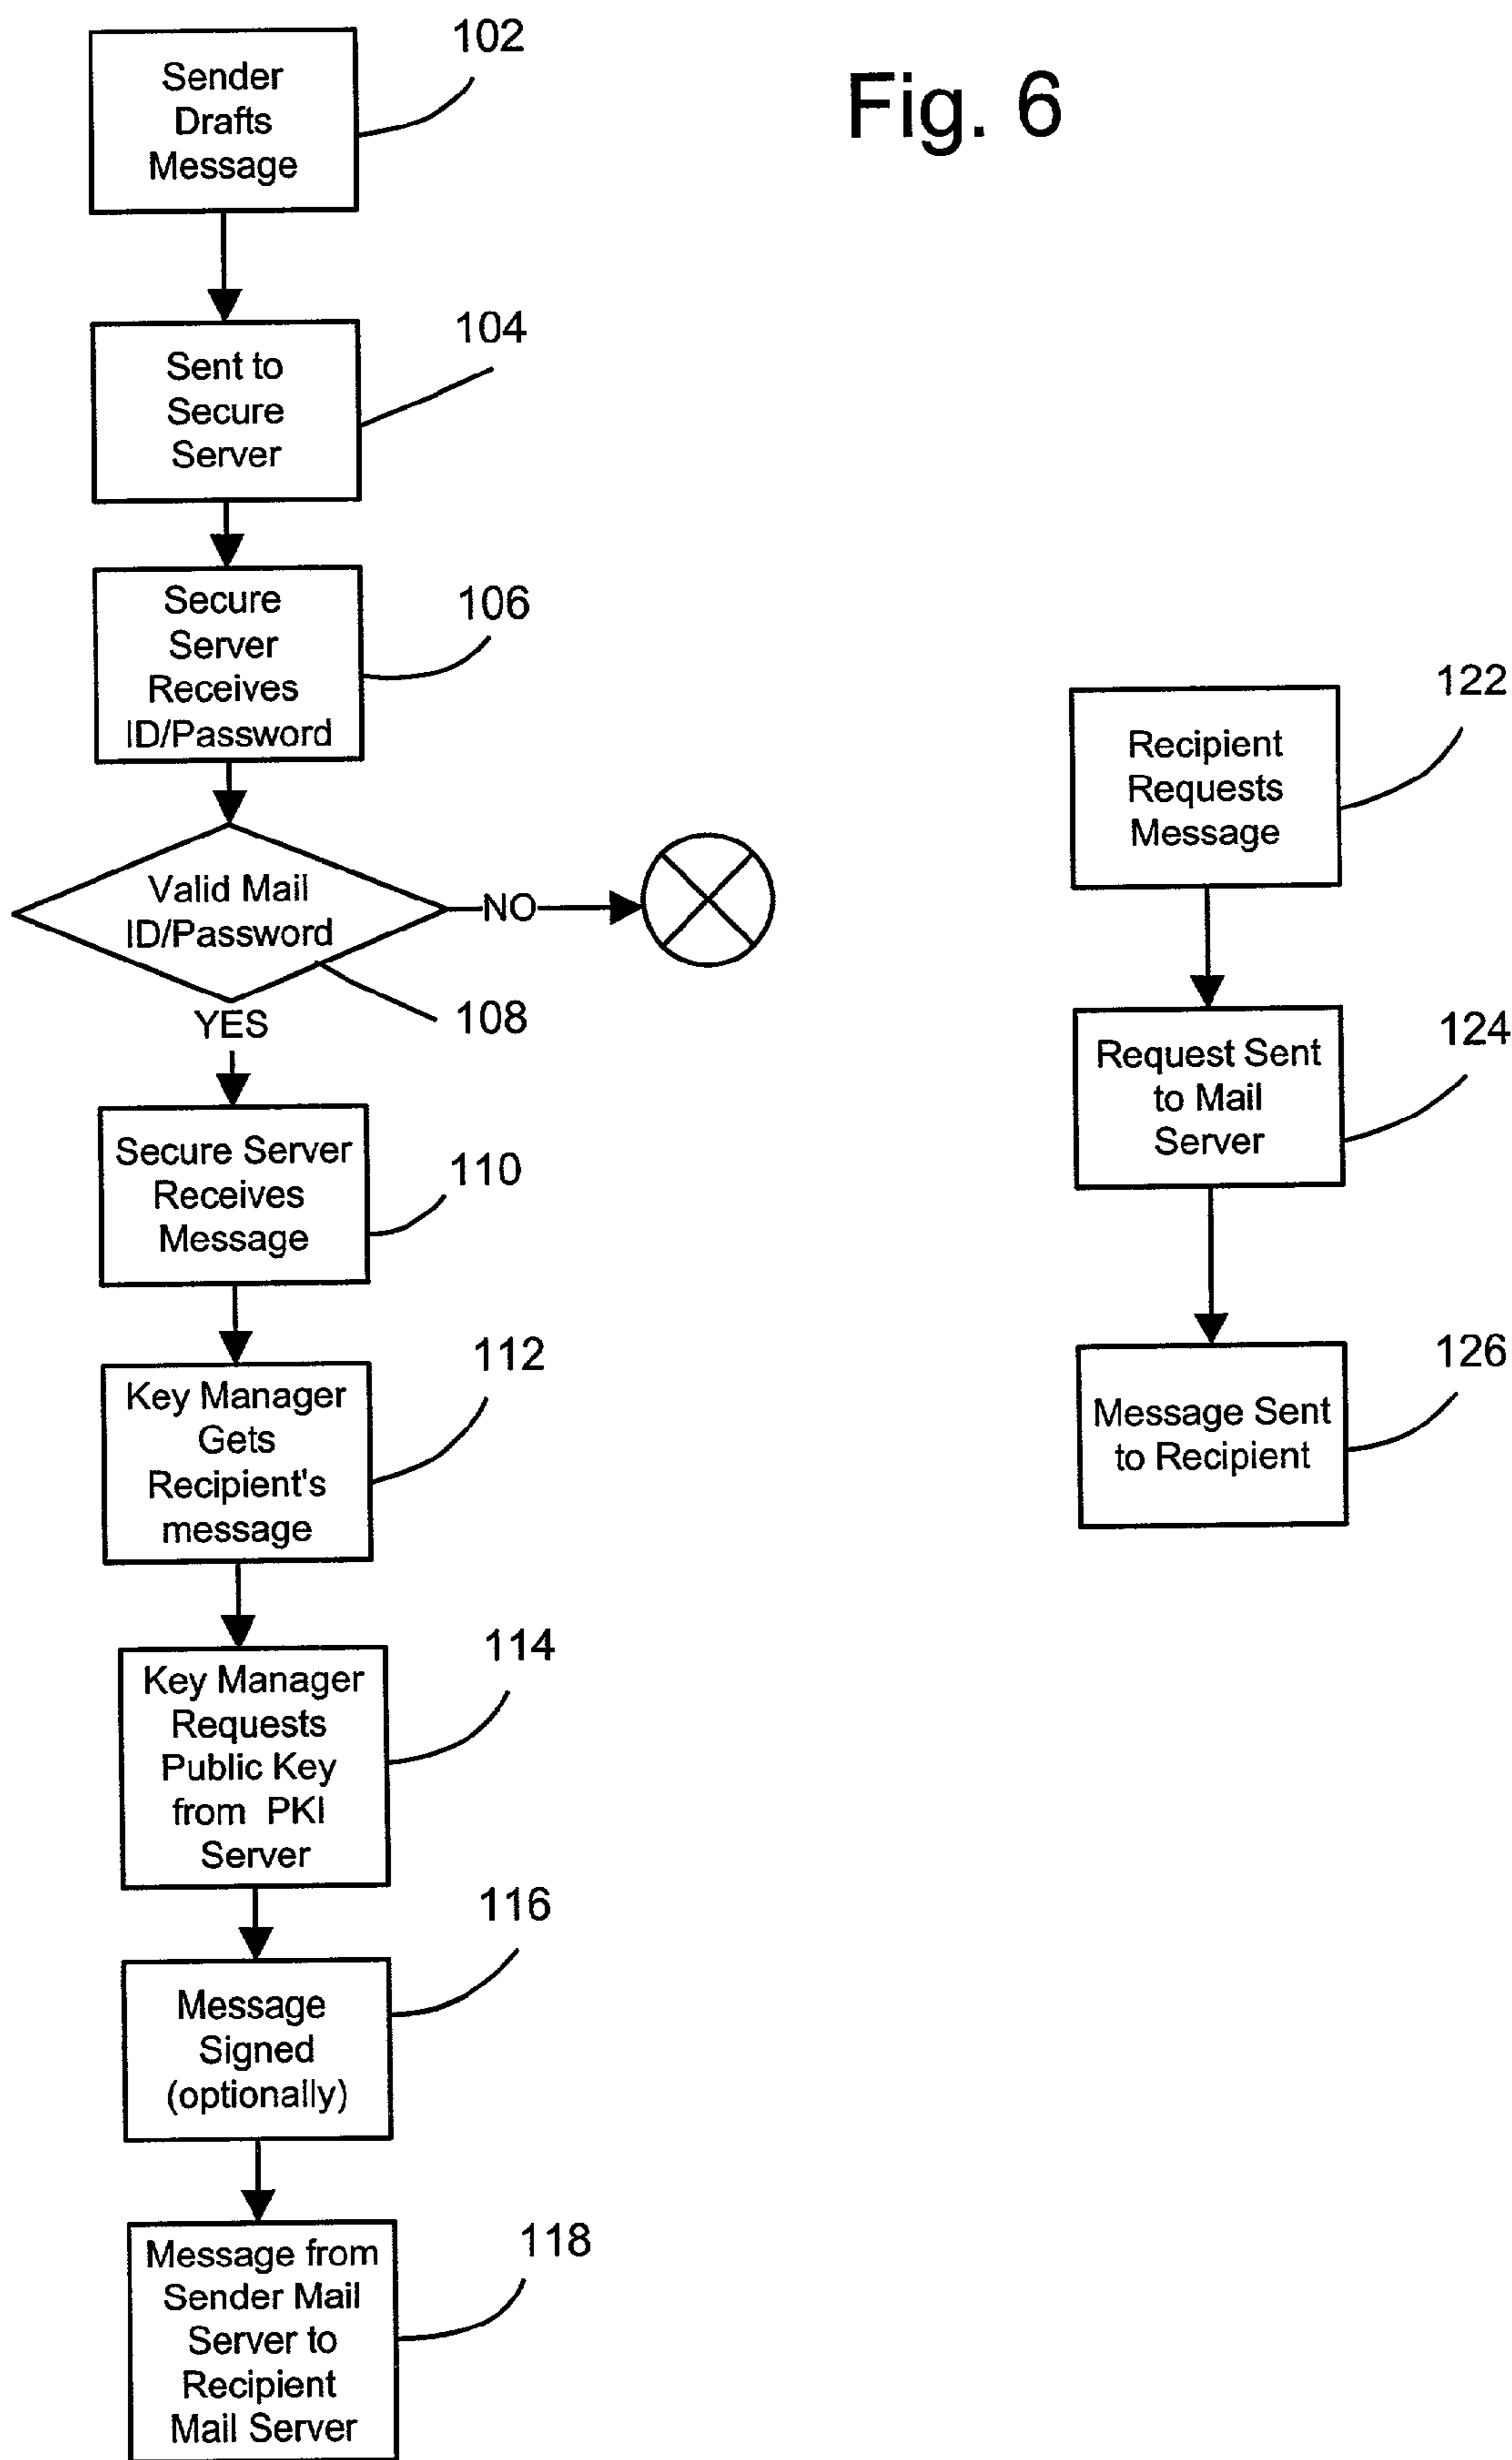 Fig. 6
102
Sender
Drafts
Message
104
Sent to
Secure
Server
106
Secure
Server
Receives
ID/Password
Valid Mail
ID/Password
NO
108
YES
110
Secure Server
Receives
Message
112
Key Manager
Gets
Recipient's
message
114
Key Manager
Requests
Public Key
from PKI
Server
116
Message
Signed
(optionally)
118
Message from
Sender Mail
Server to
Recipient
Mail Server
122
Recipient
Requests
Message
124
Request Sent
to Mail
Server
126
Message Sent
to Recipient